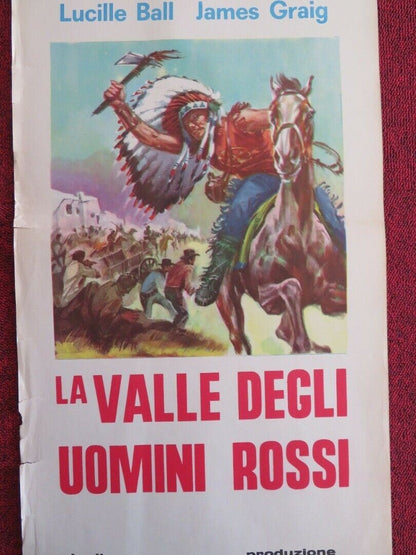 Lucille Ball James Graig
LA VALLE DEGLI
UOMINI ROSSI
produzione